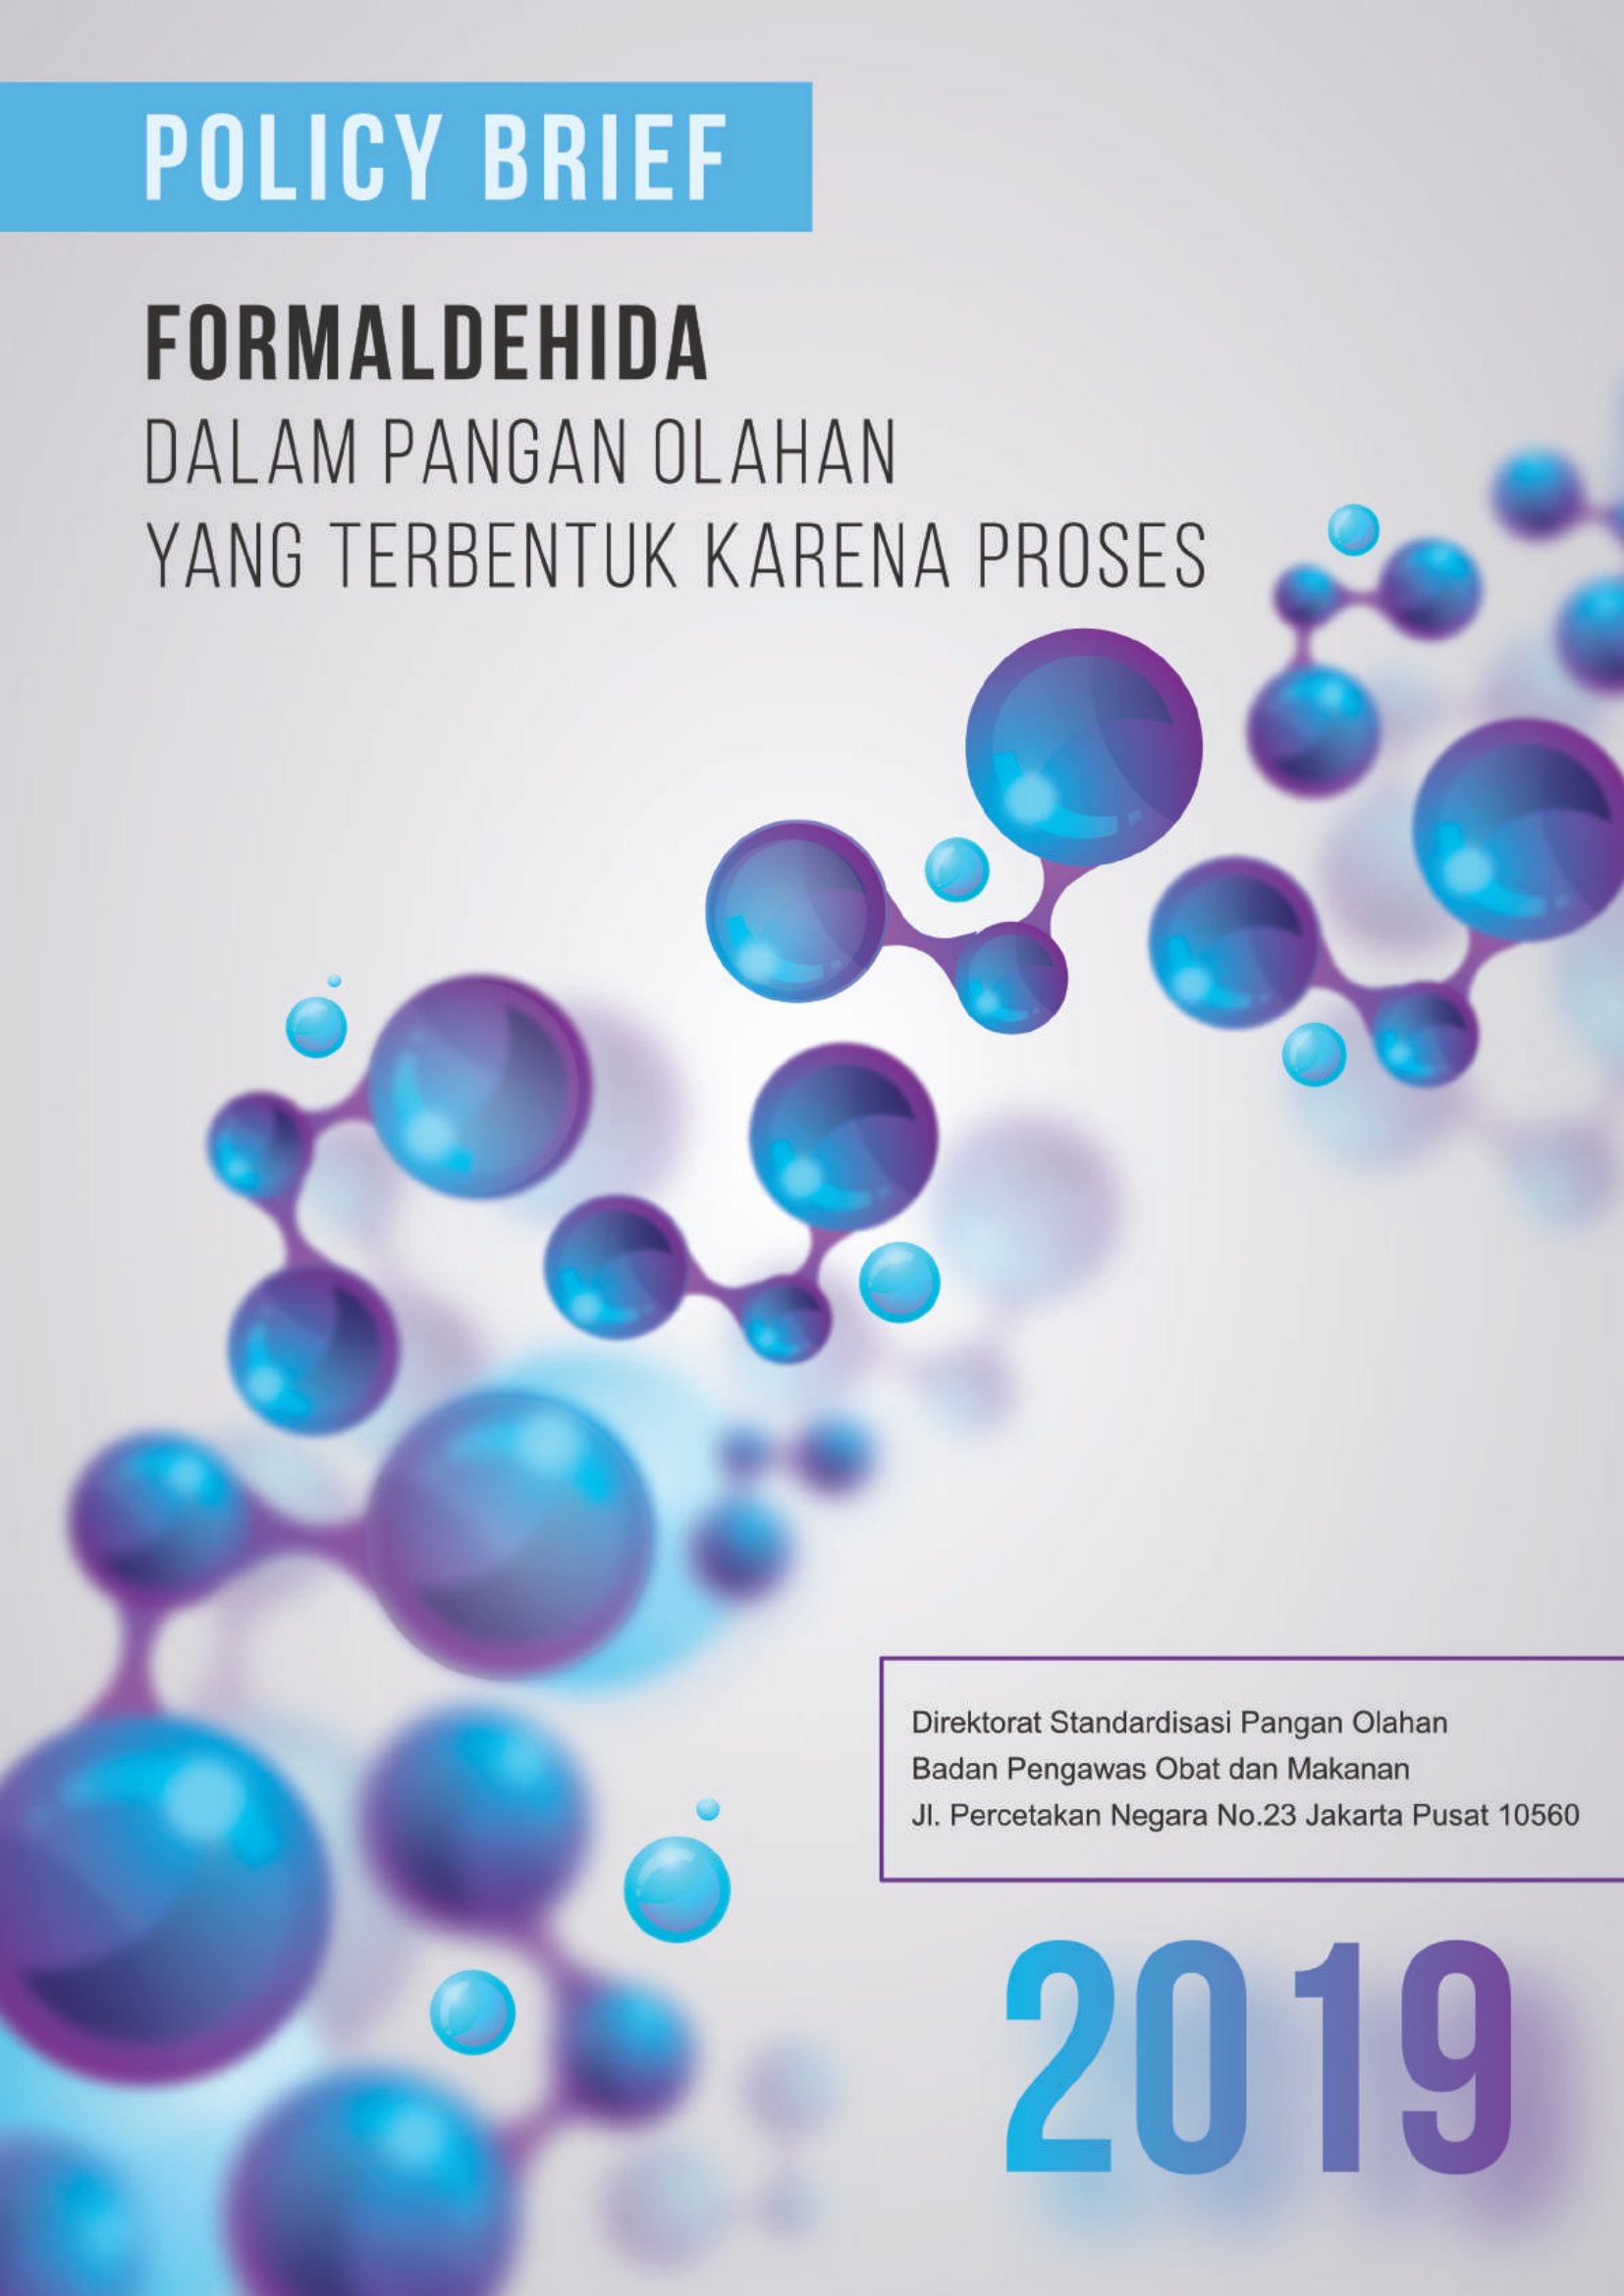 POLICY BRIEF
FORMALDEHIDA
DALAM PANGAN OLAHAN
YANG TERBENTUK KARENA PROSES
Direktorat Standardisasi Pangan Olahan
Badan Pengawas Obat dan Makanan
Jl. Percetakan Negara No.23 Jakarta Pusat 10560
2019